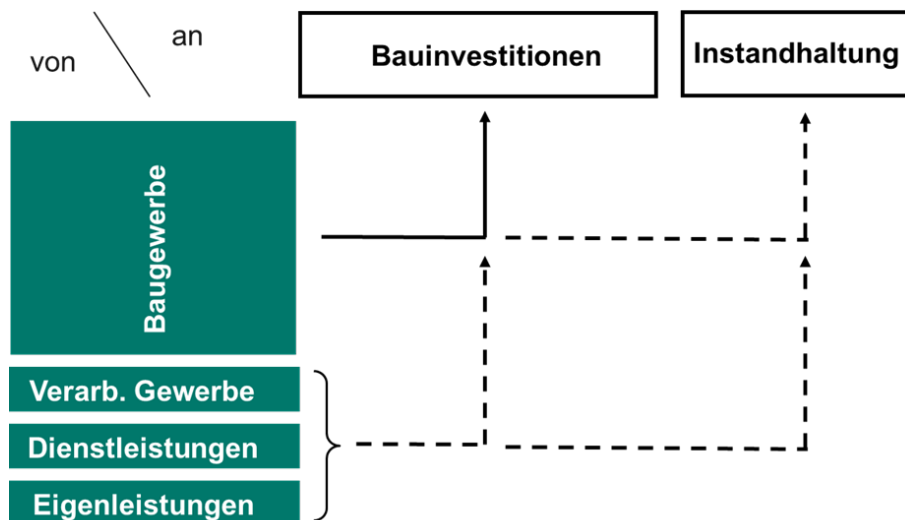 an
von
Bauinvestitionen
Instandhaltung
Baugewerbe
Verarb. Gewerbe
Dienstleistungen
Eigenleistungen